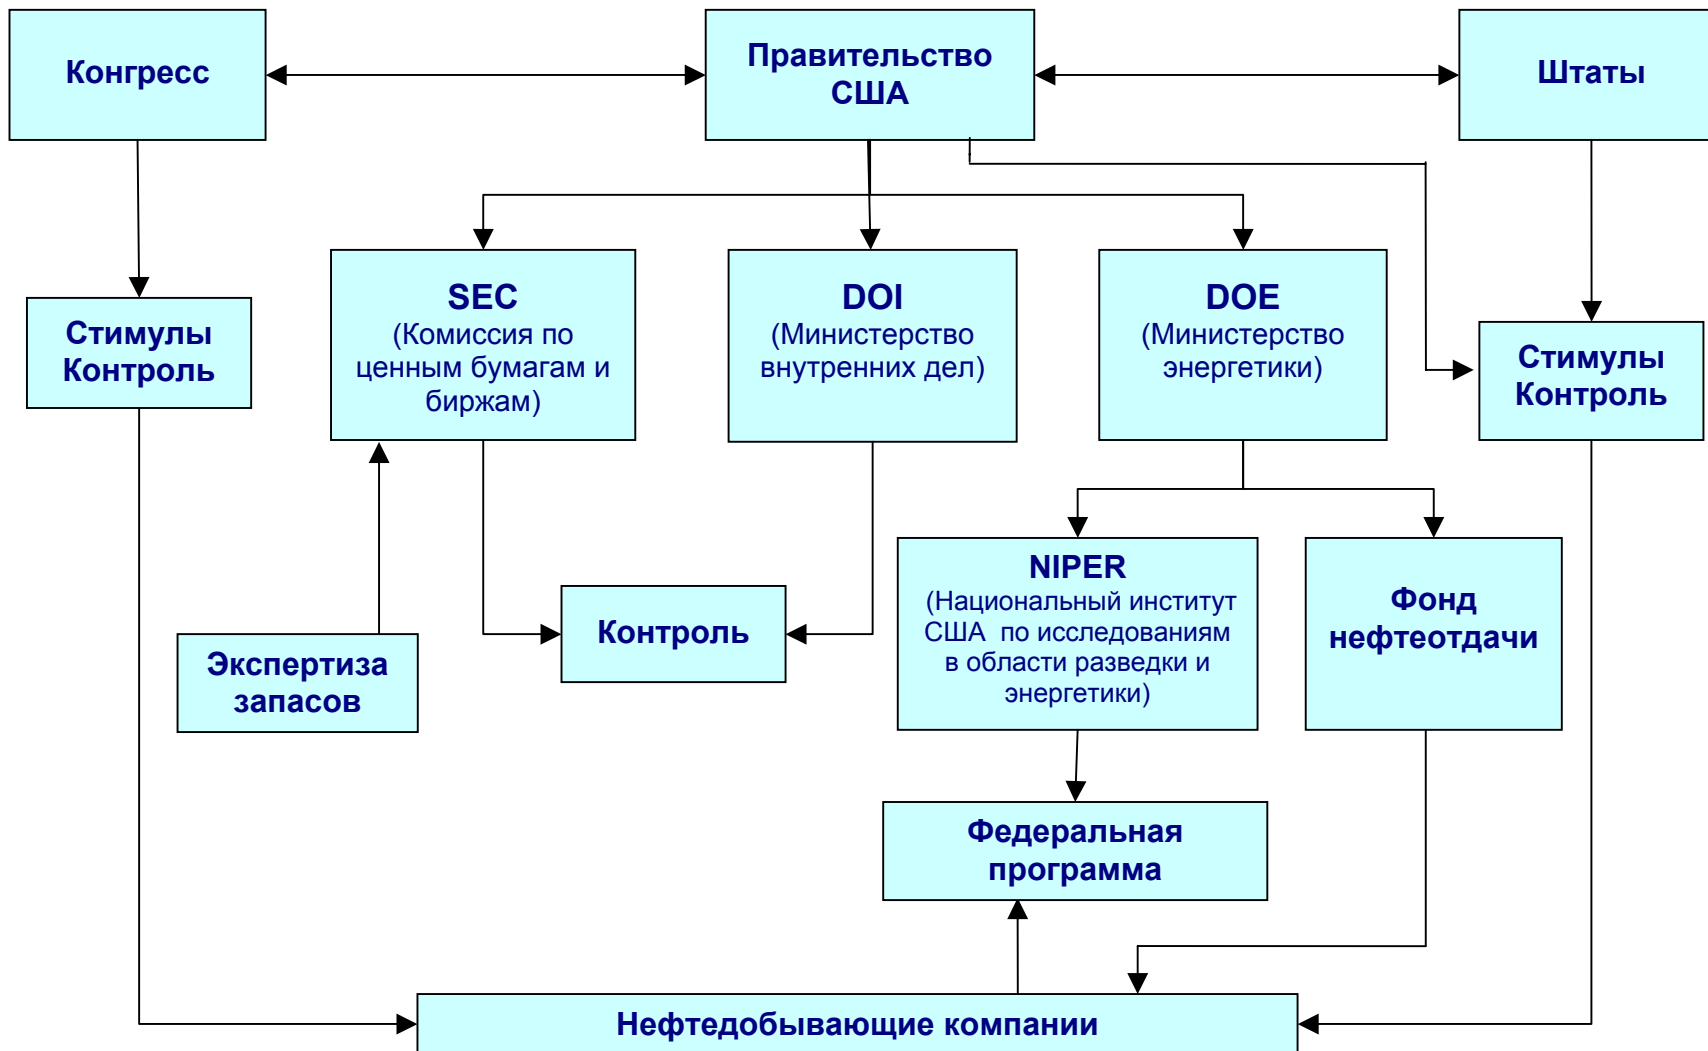 Конгресс
Правительство
США
Штаты
SEC
(Комиссия по
ценным бумагам и
биржам)
DOI
(Министерство
внутренних дел)
DOE
(Министерство
энергетики)
Стимулы
Контроль
Стимулы
Контроль
NIPER
(Национальный институт
США по исследованиям
в области разведки и
энергетики)
Фонд
нефтеотдачи
Контроль
Экспертиза
запасов
Федеральная
программа
Нефтедобывающие компании